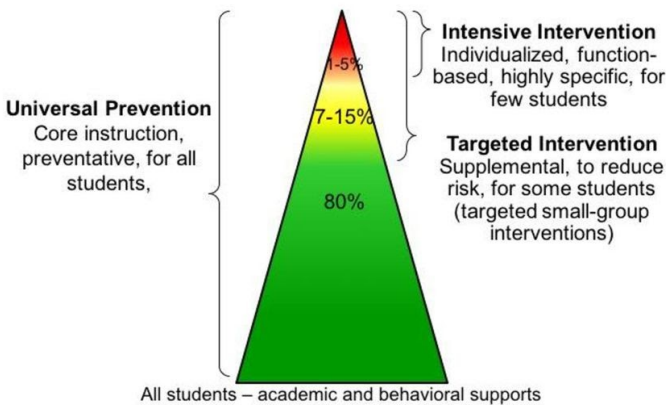 Universal Prevention
Core instruction,
preventative, for all
students,
1-5%
7-15%
80%
Intensive Intervention
Individualized, function-
based, highly specific, for
few students
Targeted Intervention
Supplemental, to reduce
risk, for some students
(targeted small-group
interventions)
All students – academic and behavioral supports